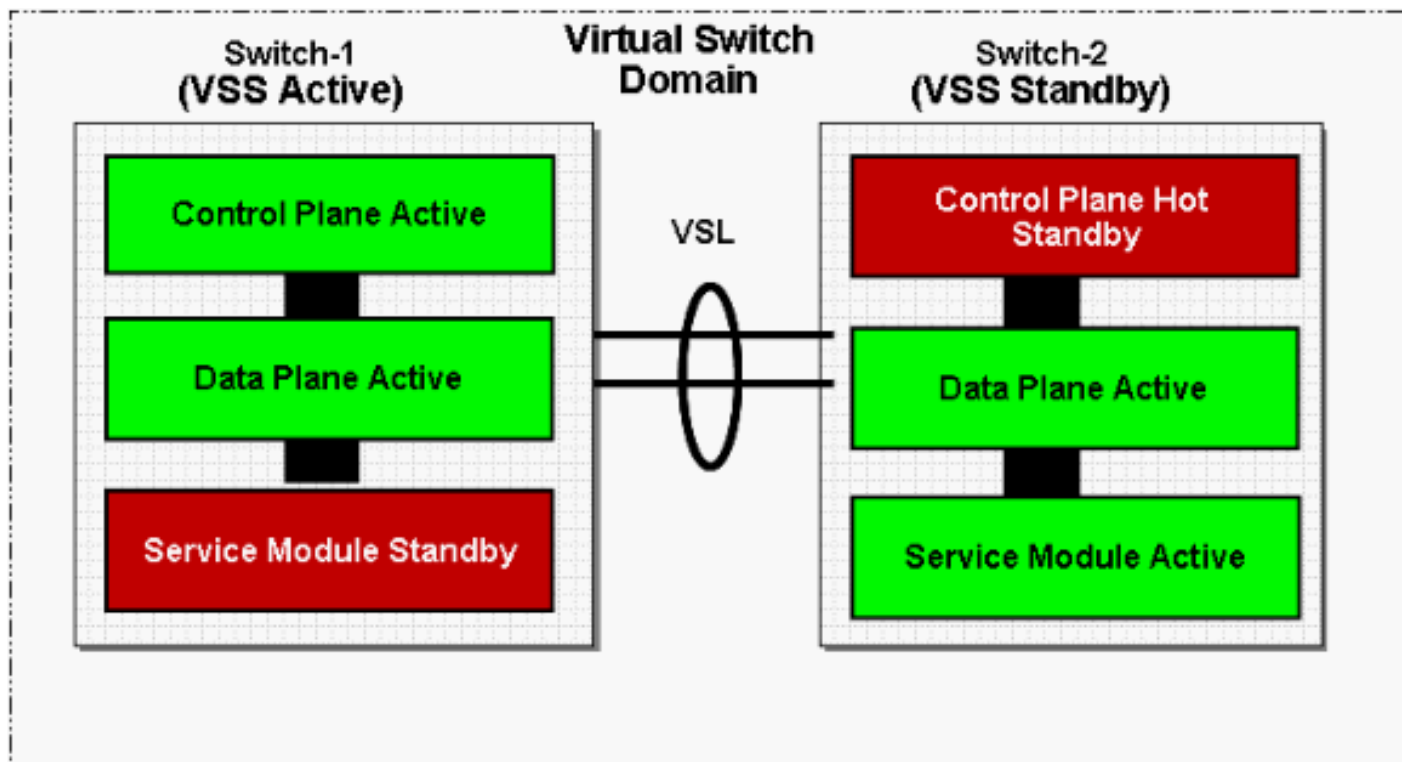 Virtual Switch
Domain
Switch-1
(VSS Active)
Control Plane Active
Data Plane Active
Service Module Standby
VSL
Switch-2
(VSS Standby)
Control Plane Hot
Standby
Data Plane Active
Service Module Active